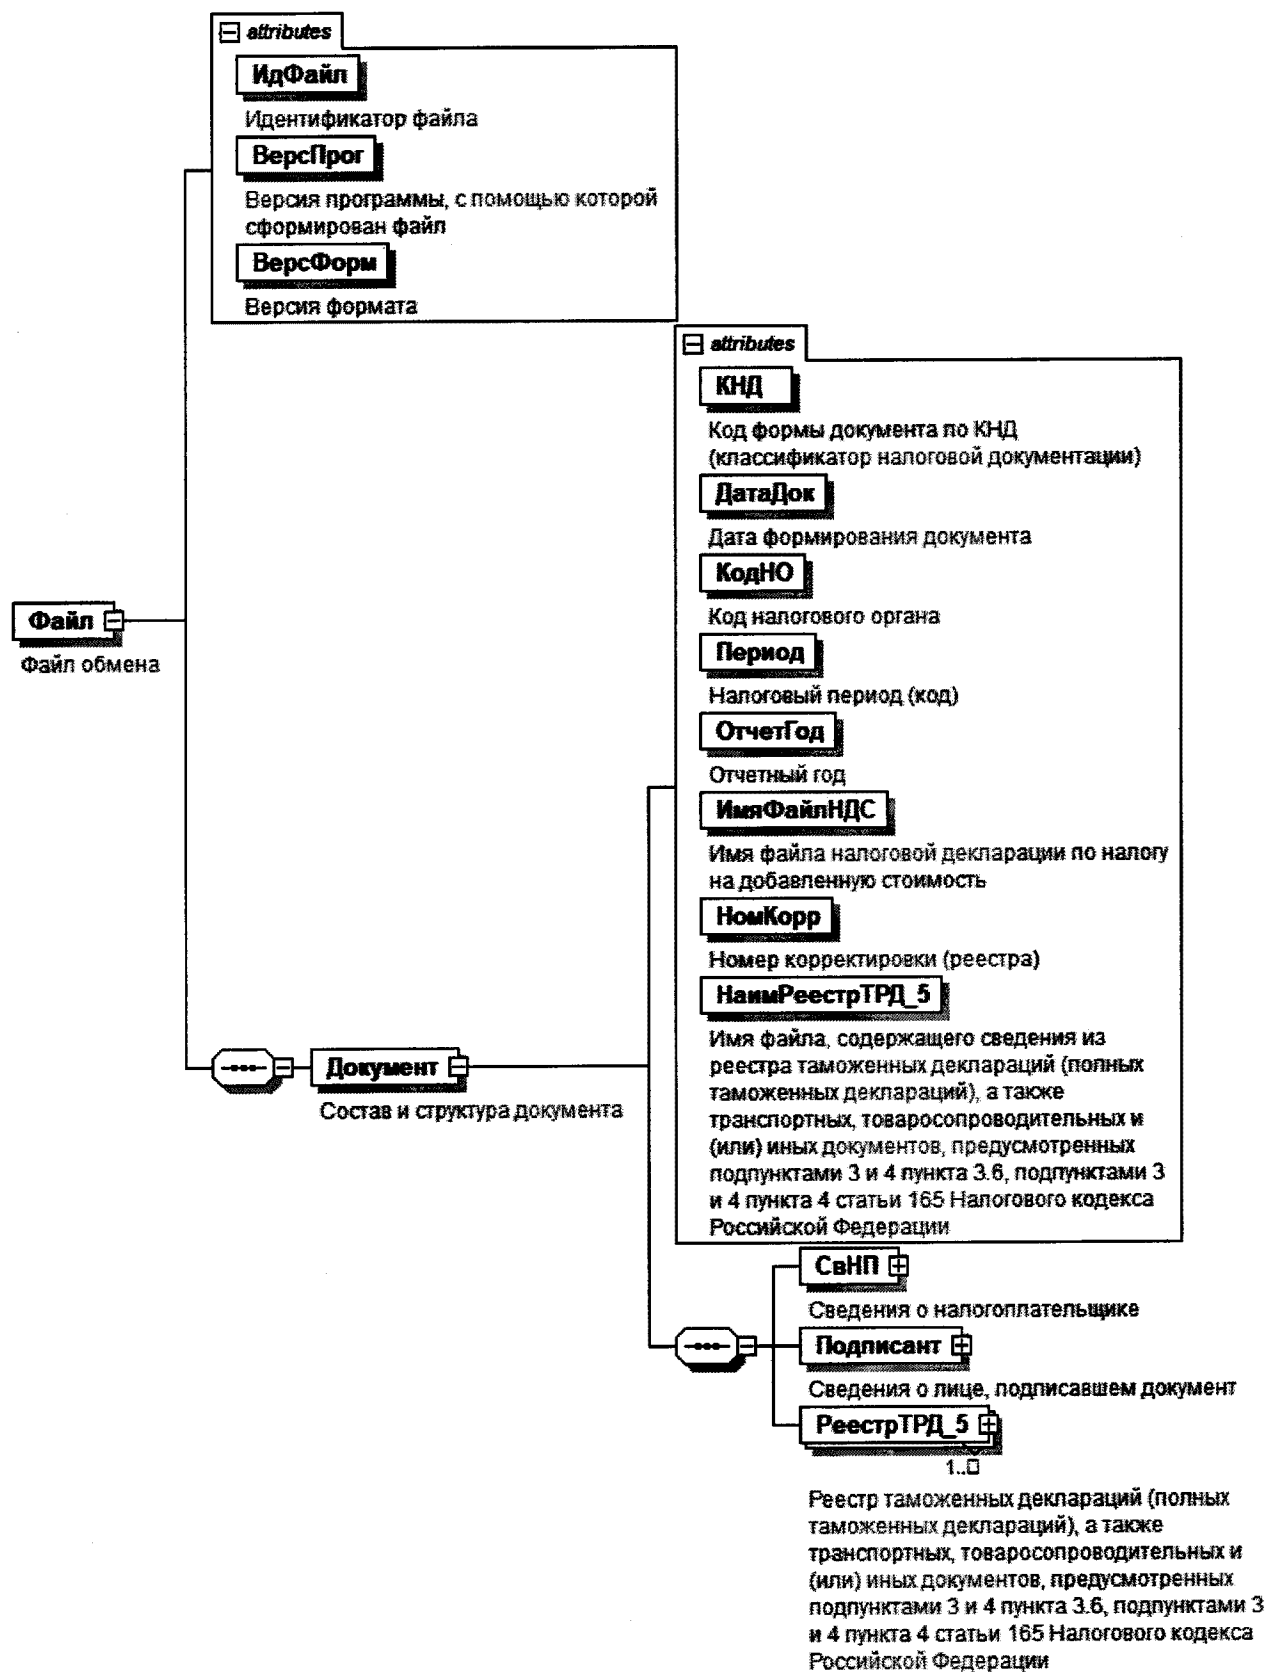 attributes
ИдФайл
Идентификатор файла
ВерсПрог
Версия программы, с помощью которой
сформирован файл
ВерсФорм
Версия формата
attributes
КНД
Код формы документа по КНД
(классификатор налоговой документации)
ДатаДок
Дата формирования документа
КодНО
Код налогового органа
Период
Налоговый период (код)
ОтчетГод
Отчетный год
ИмяФайлНДС
Имя файла налоговой декларации по налогу
на добавленную стоимость
НомКорр
Номер корректировки (реестра)
НаимРеестрТРД_5
Имя файла, содержащего сведения из
реестра таможенных деклараций (полных
таможенных деклараций), а также
транспортных, товаросопроводительных и
(или) иных документов, предусмотренных
подпунктами 3 и 4 пункта 3.6, подпунктами 3
и 4 пункта 4 статьи 165 Налогового кодекса
Российской Федерации
Файл
Файл обмена
Документ
Состав и структура документа
СвНП
Сведения о налогоплательщике
Подписант
Сведения о лице, подписавшем документ
РеестрТРД_5
1..□
Реестр таможенных деклараций (полных
таможенных деклараций), а также
транспортных, товаросопроводительных и
(или) иных документов, предусмотренных
подпунктами 3 и 4 пункта 3.6, подпунктами 3
и 4 пункта 4 статьи 165 Налогового кодекса
Российской Федерации